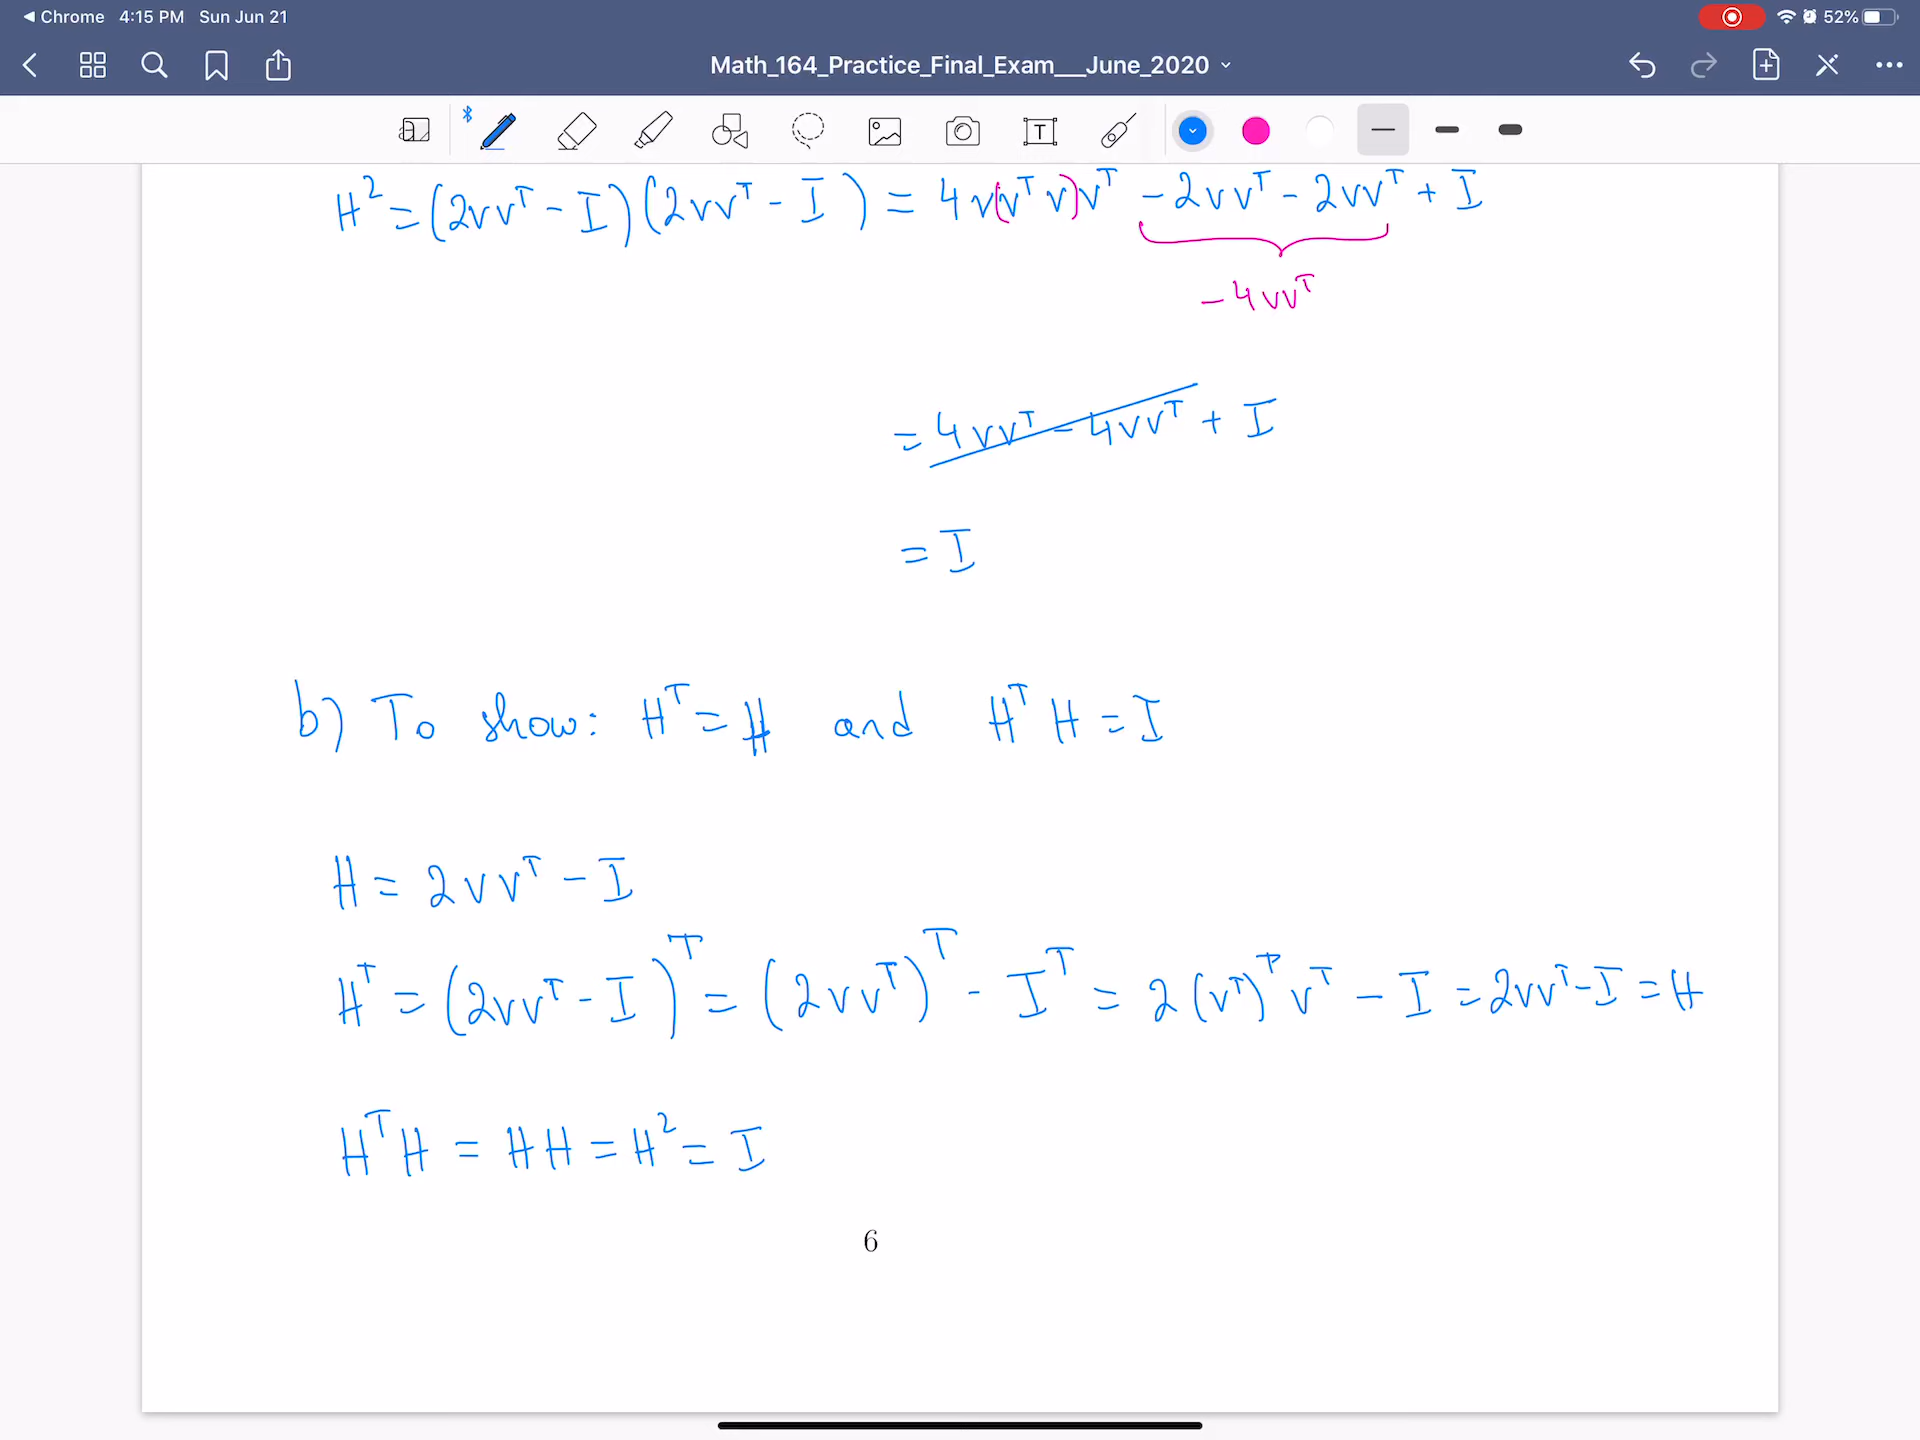 Chrome 4:15 PM Sun Jun 21
52%
Math_164_Practice_Final_Exam___June_2020
T
H² = (2vvᵀ - I)(2vvᵀ - I) = 4v(vᵀv)vᵀ - 2vvᵀ - 2vvᵀ + I
-4vvᵀ
= 4vvᵀ - 4vvᵀ + I
= I
b) To show: Hᵀ = H and HᵀH = I
H = 2vvᵀ - I
Hᵀ = (2vvᵀ - I)ᵀ = (2vvᵀ)ᵀ - Iᵀ = 2(vᵀ)ᵀvᵀ - I = 2vvᵀ - I = H
HᵀH = HH = H² = I
6